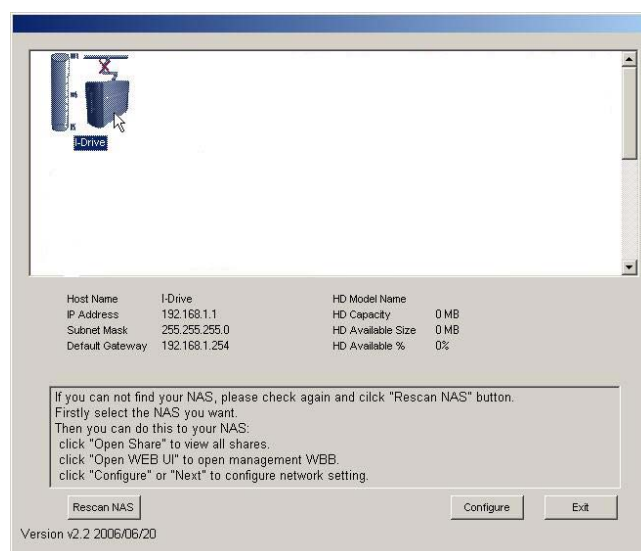 I-Drive
Host Name I-Drive HD Model Name
IP Address 192.168.1.1 HD Capacity 0 MB
Subnet Mask 255.255.255.0 HD Available Size 0 MB
Default Gateway 192.168.1.254 HD Available % 0%
If you can not find your NAS, please check again and cilck "Rescan NAS" button.
Firstly select the NAS you want.
Then you can do this to your NAS:
click "Open Share" to view all shares.
click "Open WEB UI" to open management WBB.
click "Configure" or "Next" to configure network setting.
Rescan NAS Configure Exit
Version v2.2 2006/06/20